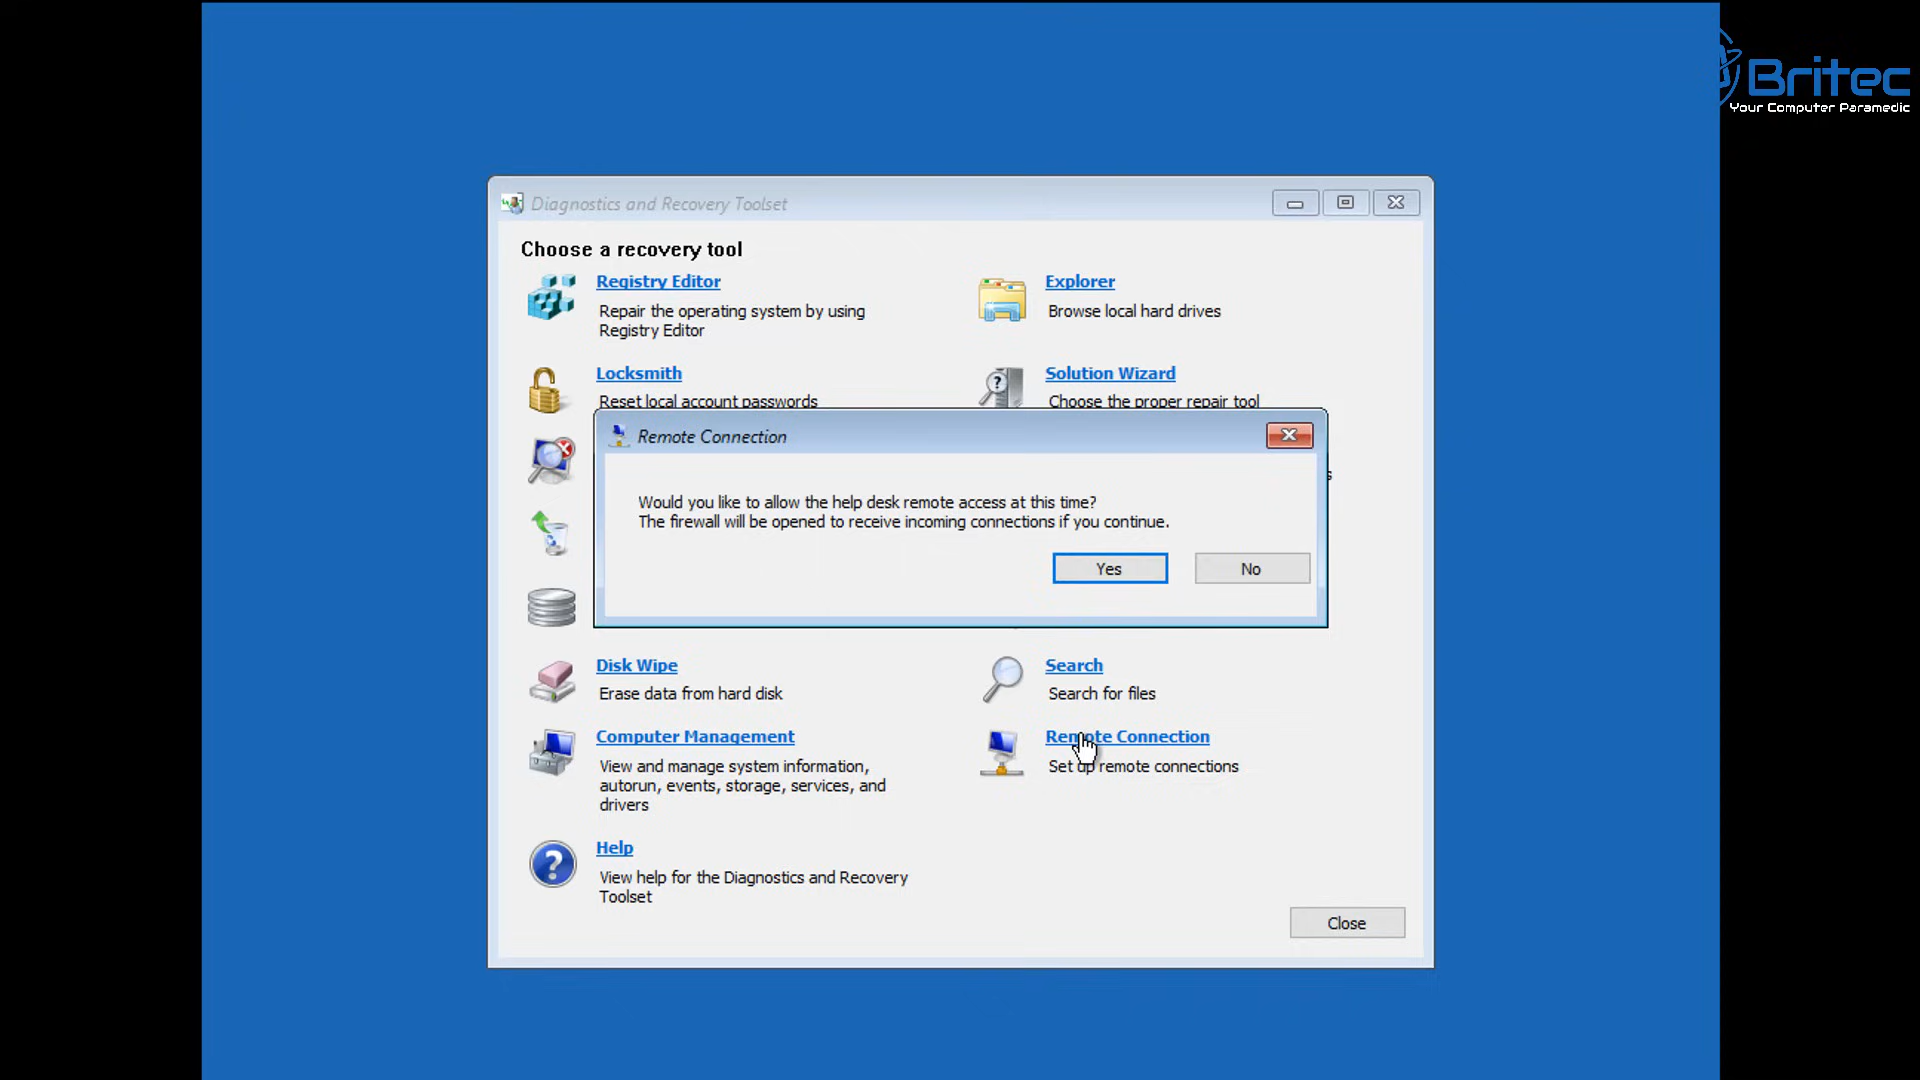 Britec
Your Computer Paramedic
Diagnostics and Recovery Toolset
Choose a recovery tool
Registry Editor
Repair the operating system by using
Registry Editor
Explorer
Browse local hard drives
Locksmith
Reset local account passwords
Solution Wizard
Choose the proper repair tool
Remote Connection
Would you like to allow the help desk remote access at this time?
The firewall will be opened to receive incoming connections if you continue.
Yes
No
Disk Wipe
Erase data from hard disk
Search
Search for files
Computer Management
View and manage system information,
autorun, events, storage, services, and
drivers
Remote Connection
Set up remote connections
Help
View help for the Diagnostics and Recovery
Toolset
Close